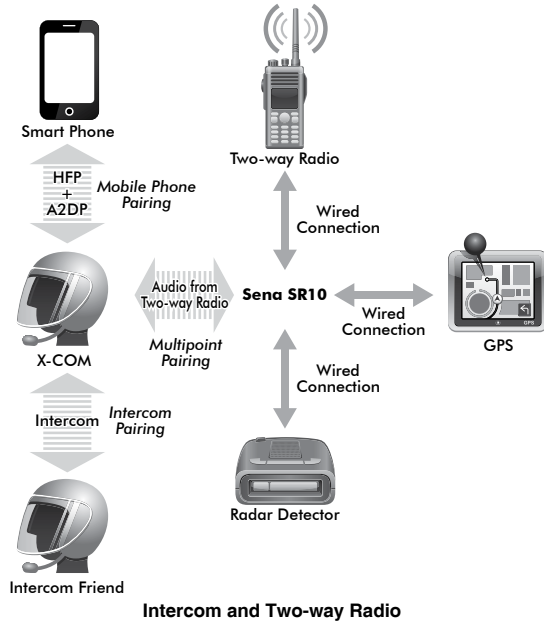 Smart Phone
Two-way Radio
HFP
+
A2DP
Mobile Phone
Pairing
Wired
Connection
Audio from
Two-way Radio
Sena SR10
Wired
Connection
GPS
GPS
X-COM
Multipoint
Pairing
Wired
Connection
Intercom
Intercom
Pairing
Radar Detector
Intercom Friend
Intercom and Two-way Radio